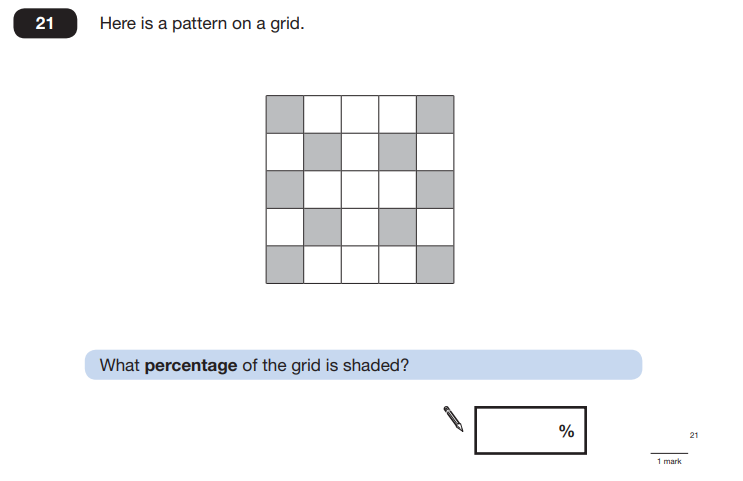 21
Here is a pattern on a grid.
What percentage of the grid is shaded?
%
21
1 mark